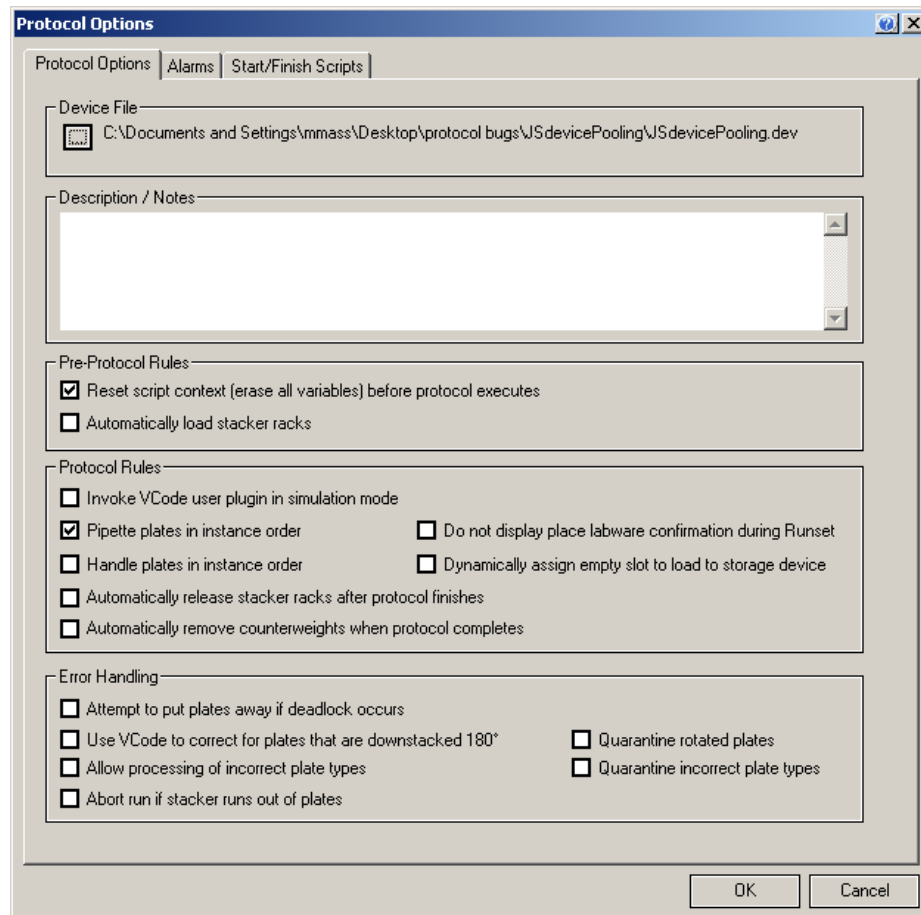 Protocol Options
Protocol Options Alarms Start/Finish Scripts
Device File
C:\Documents and Settings\mmass\Desktop\protocol bugs\JSdevicePooling\JSdevicePooling.dev
Description / Notes
Pre-Protocol Rules
Reset script context (erase all variables) before protocol executes
Automatically load stacker racks
Protocol Rules
Invoke VCode user plugin in simulation mode
Pipette plates in instance order Do not display place labware confirmation during Runset
Handle plates in instance order Dynamically assign empty slot to load to storage device
Automatically release stacker racks after protocol finishes
Automatically remove counterweights when protocol completes
Error Handling
Attempt to put plates away if deadlock occurs
Use VCode to correct for plates that are downstacked 180° Quarantine rotated plates
Allow processing of incorrect plate types Quarantine incorrect plate types
Abort run if stacker runs out of plates
OK Cancel